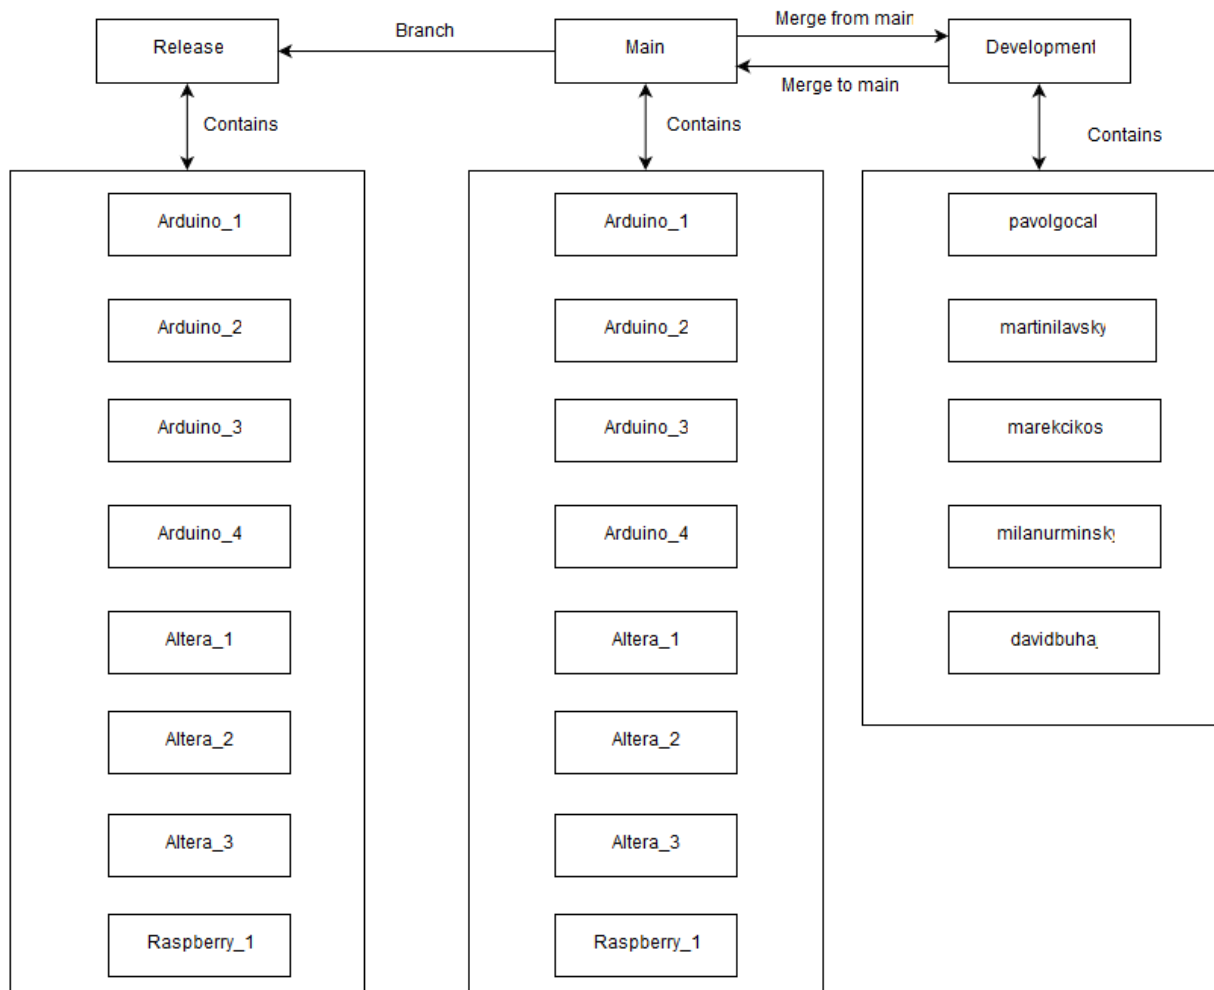 Release
Branch
Main
Merge from main
Merge to main
Development
Contains
Contains
Contains
Arduino_1
Arduino_2
Arduino_3
Arduino_4
Altera_1
Altera_2
Altera_3
Raspberry_1
Arduino_1
Arduino_2
Arduino_3
Arduino_4
Altera_1
Altera_2
Altera_3
Raspberry_1
pavolgocal
martinilavsky
marekcikos
milanurminsky
davidbuhaj